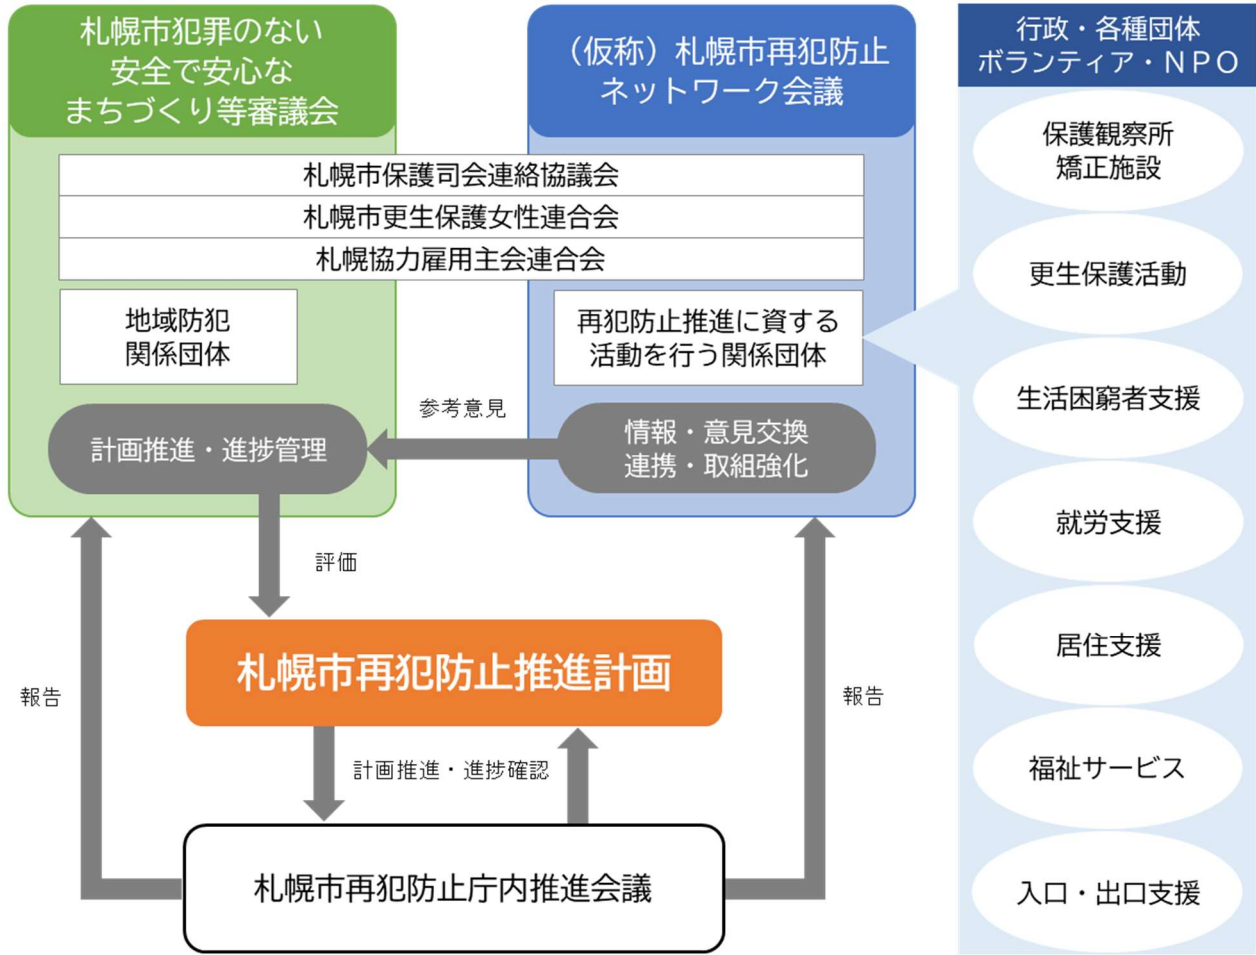 札幌市犯罪のない
安全で安心な
まちづくり等審議会
（仮称）札幌市再犯防止
ネットワーク会議
札幌市保護司会連絡協議会
札幌市更生保護女性連合会
札幌協力雇用主会連合会
地域防犯
関係団体
再犯防止推進に資する
活動を行う関係団体
計画推進・進捗管理
参考意見
情報・意見交換
連携・取組強化
評価
札幌市再犯防止推進計画
報告
報告
計画推進・進捗確認
札幌市再犯防止庁内推進会議
行政・各種団体
ボランティア・ＮＰＯ
保護観察所
矯正施設
更生保護活動
生活困窮者支援
就労支援
居住支援
福祉サービス
入口・出口支援